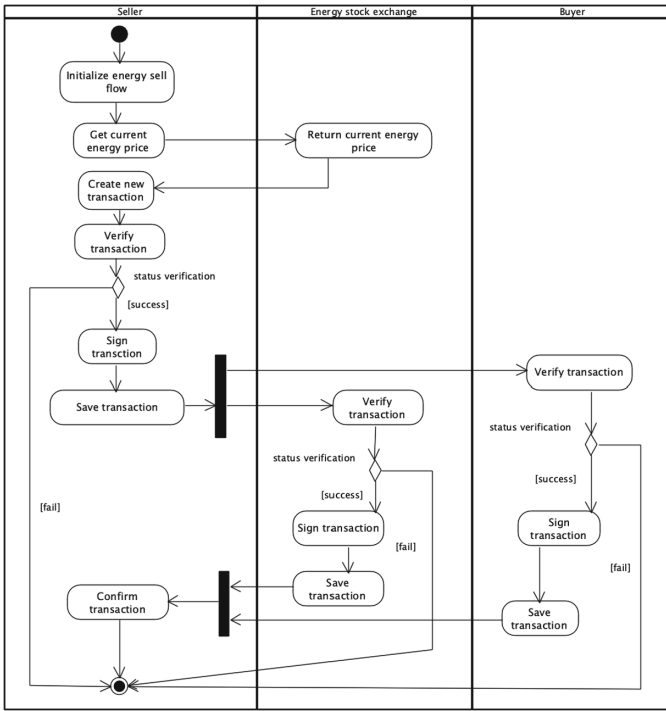 Seller
Energy stock exchange
Buyer
Initialize energy sell
flow
Get current
energy price
Return current energy
price
Create new
transaction
Verify
transaction
status verification
[success]
Sign
transction
Save transaction
Verify transaction
Verify
transaction
status verification
status verification
[success]
[success]
[fail]
Sign transaction
Sign
transaction
[fail]
[fail]
Save
transaction
Confirm
transaction
Save
transaction